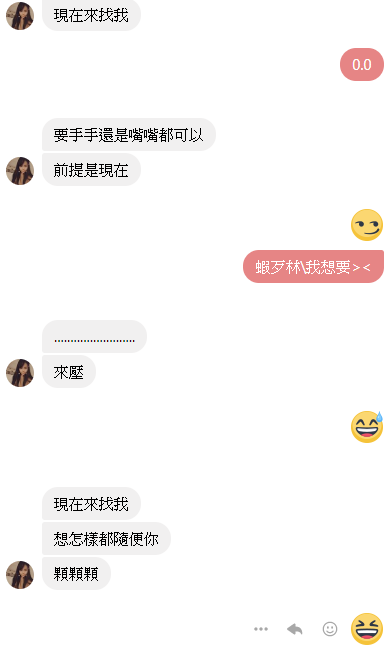 現在來找我
0.0
要手手還是嘴嘴都可以
前提是現在
蝦歹林\我想要><
........................
來壓
現在來找我
想怎樣都隨便你
顆顆顆